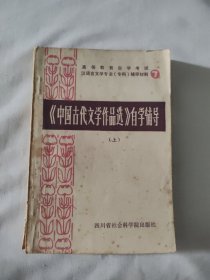 高等教育自学考试
汉语言文学专业（专科）辅导材料 7
《中国古代文学作品选》自学辅导
（上）
四川省社会科学院出版社